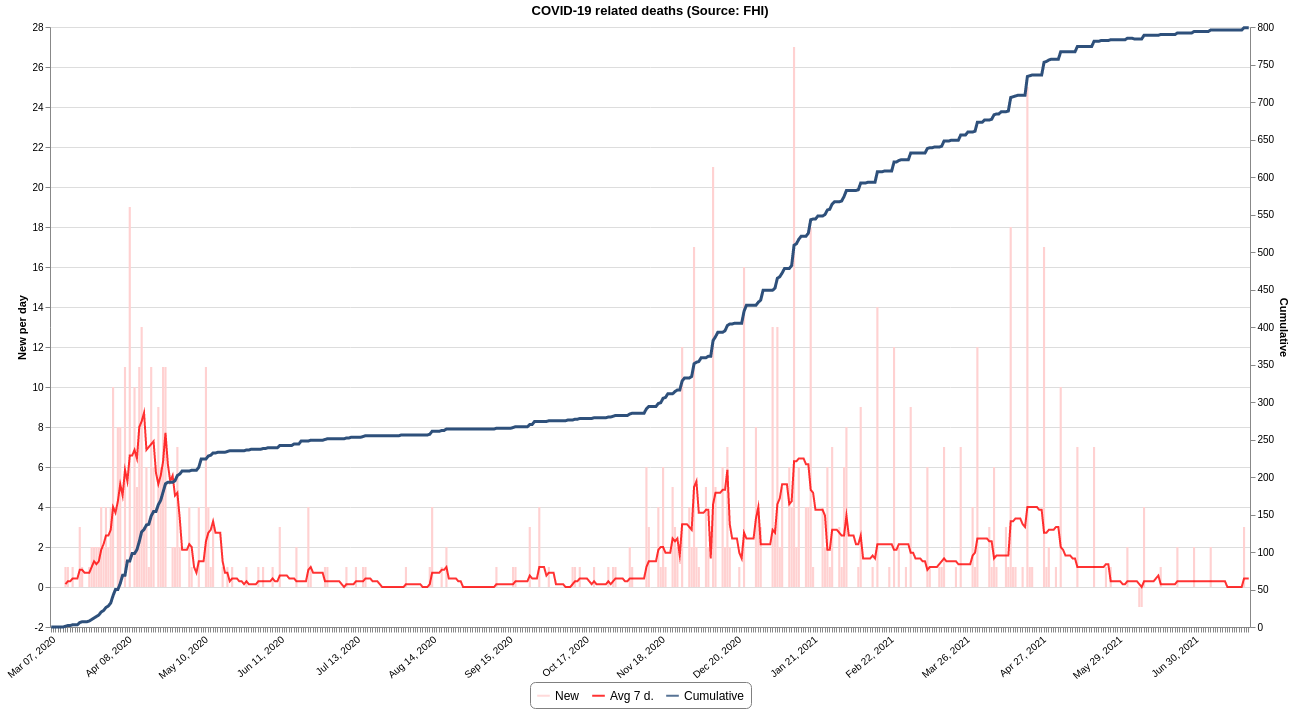 COVID-19 related deaths (Source: FHI)
28
26
24
22
20
18
16
14
12
10
8
6
4
2
0
-2
New per day
800
750
700
650
600
550
500
450
400
350
300
250
200
150
100
50
0
Cumulative
Mar 07, 2020
Apr 08, 2020
May 10, 2020
Jun 11, 2020
Jul 13, 2020
Aug 14, 2020
Sep 15, 2020
Oct 17, 2020
Nov 18, 2020
Dec 20, 2020
Jan 21, 2021
Feb 22, 2021
Mar 26, 2021
Apr 27, 2021
May 29, 2021
Jun 30, 2021
New Avg 7 d. Cumulative